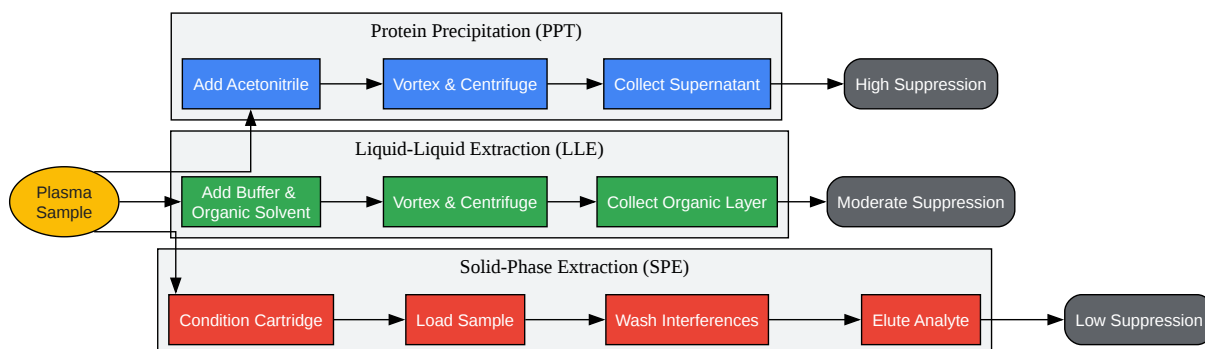 Protein Precipitation (PPT)
Add Acetonitrile
Vortex & Centrifuge
Collect Supernatant
High Suppression
Plasma
Sample
Liquid-Liquid Extraction (LLE)
Add Buffer &
Organic Solvent
Vortex & Centrifuge
Collect Organic Layer
Moderate Suppression
Solid-Phase Extraction (SPE)
Condition Cartridge
Load Sample
Wash Interferences
Elute Analyte
Low Suppression